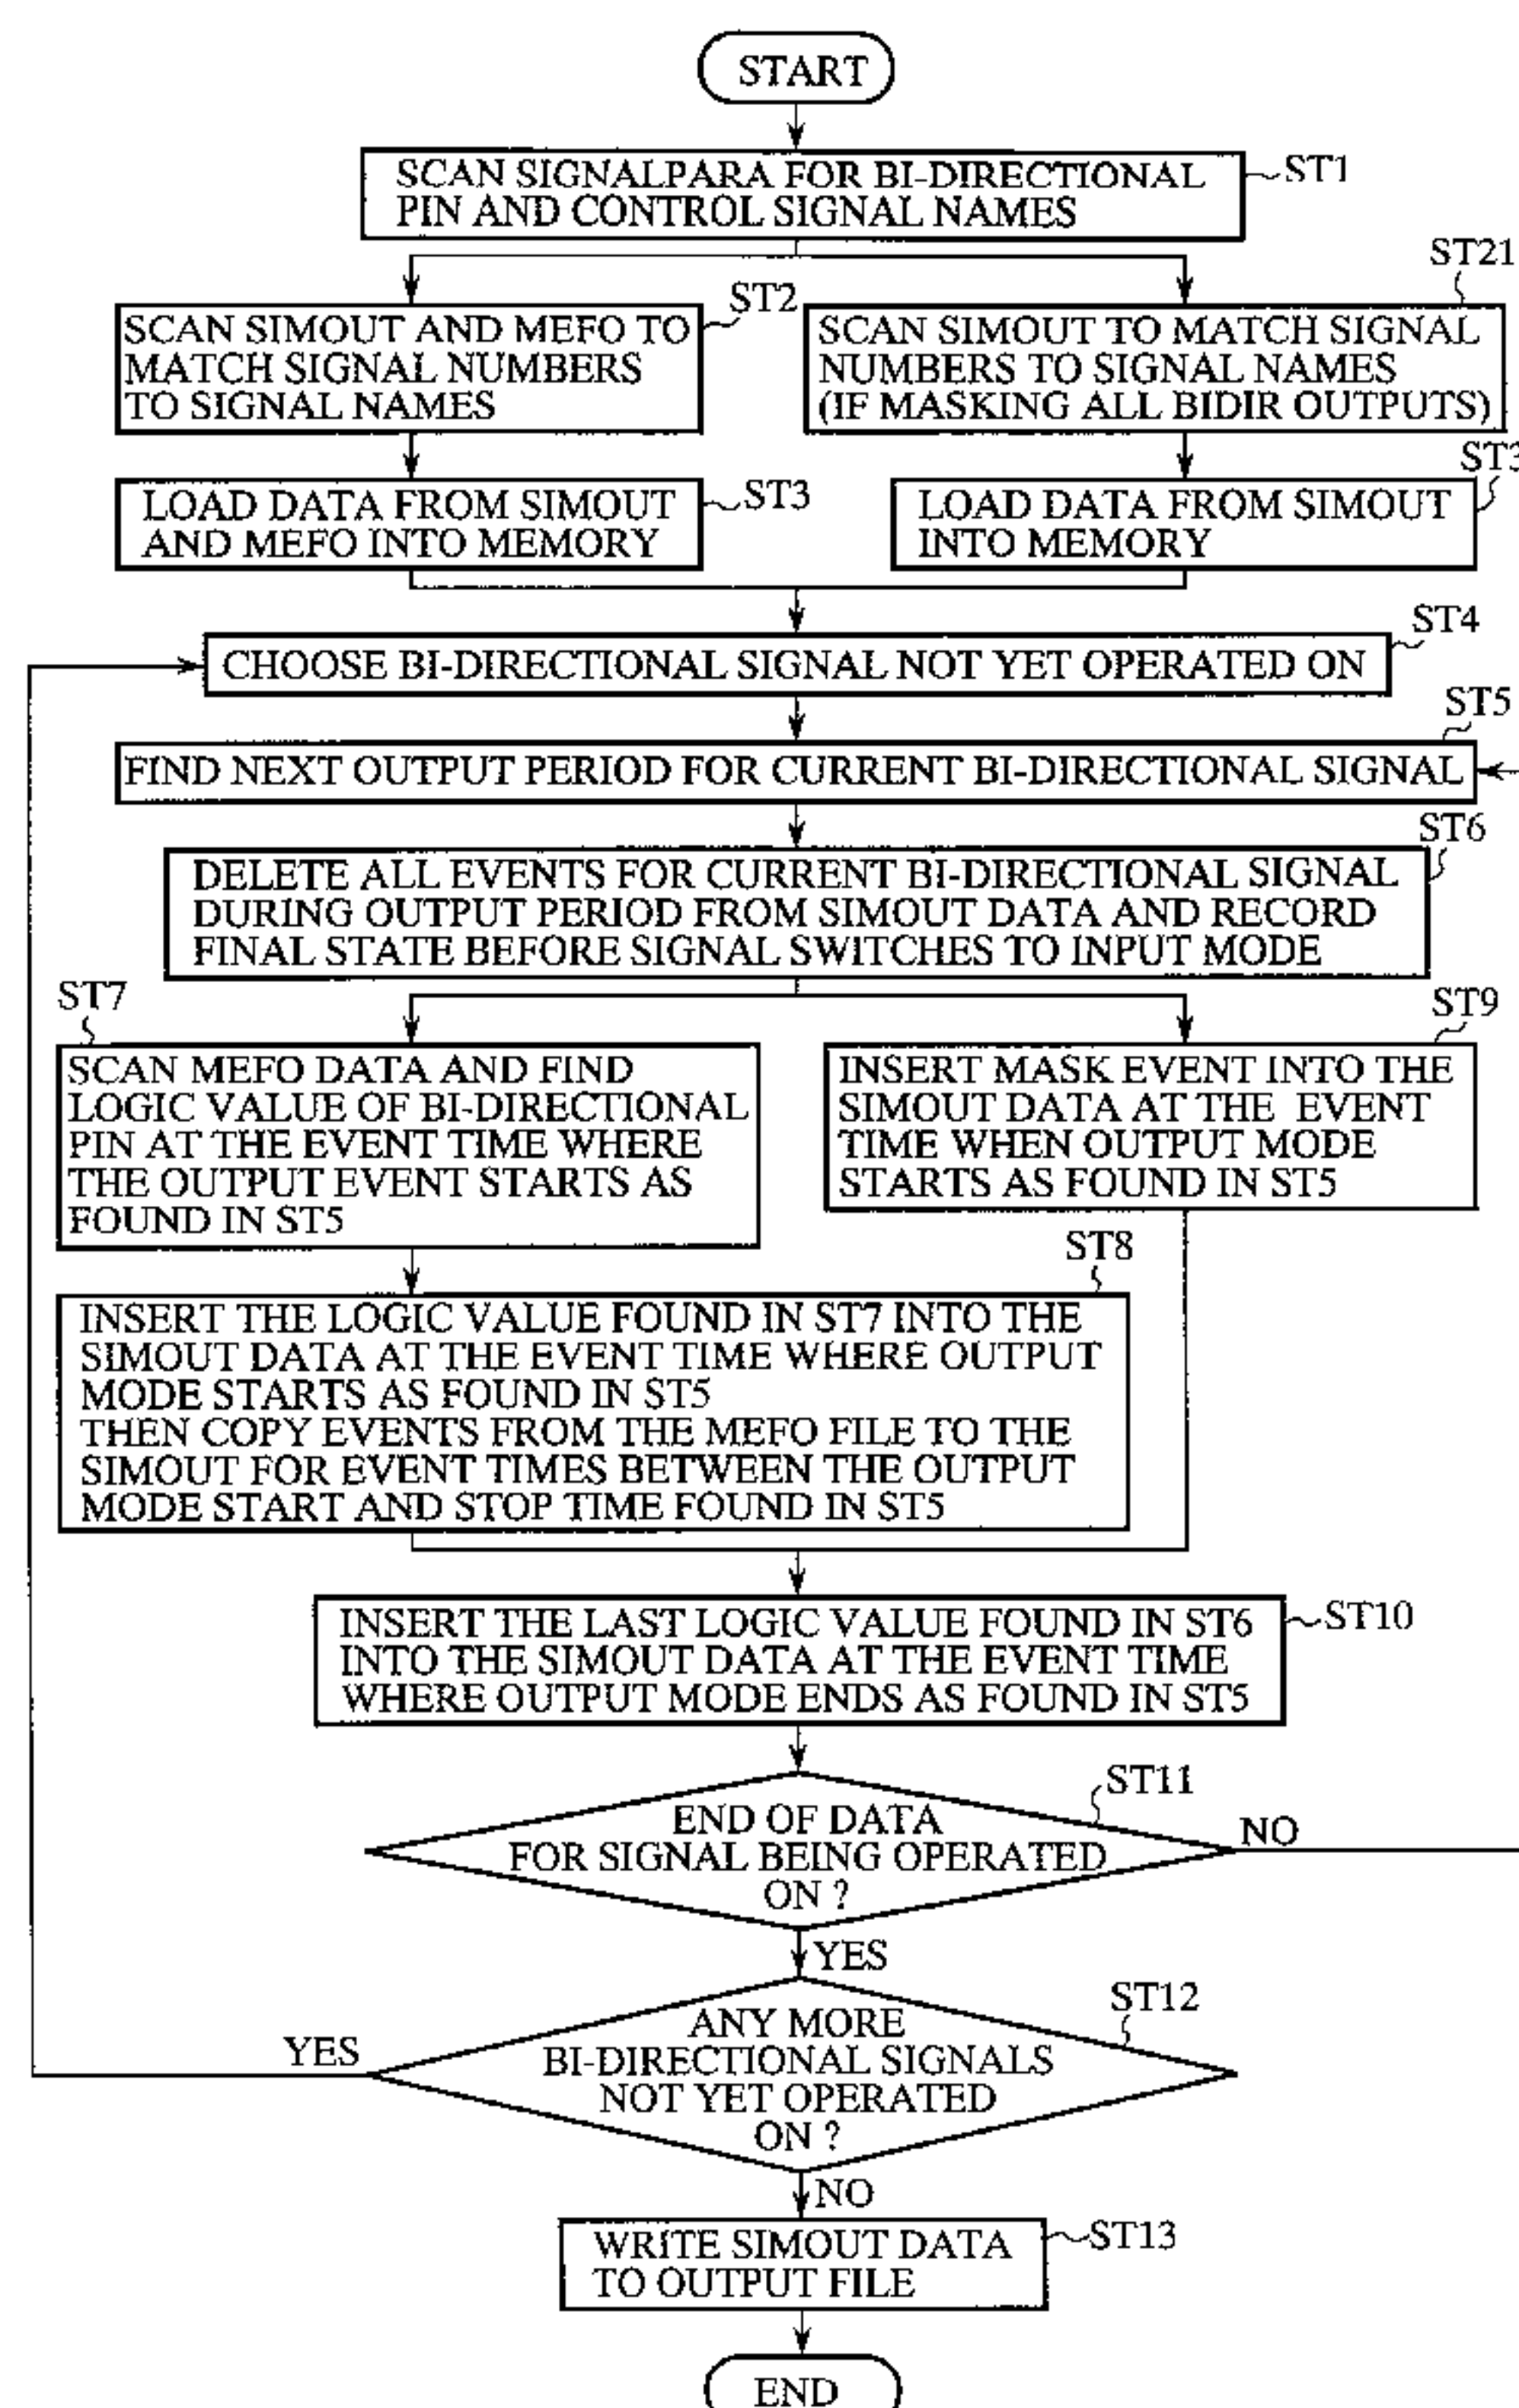 START
SCAN SIGNALPARA FOR BI-DIRECTIONAL
PIN AND CONTROL SIGNAL NAMES
ST1
ST2
SCAN SIMOUT AND MEFO TO
MATCH SIGNAL NUMBERS
TO SIGNAL NAMES
ST21
SCAN SIMOUT TO MATCH SIGNAL
NUMBERS TO SIGNAL NAMES
(IF MASKING ALL BIDIR OUTPUTS)
LOAD DATA FROM SIMOUT
AND MEFO INTO MEMORY
ST3
ST3
LOAD DATA FROM SIMOUT
INTO MEMORY
ST4
CHOOSE BI-DIRECTIONAL SIGNAL NOT YET OPERATED ON
ST5
FIND NEXT OUTPUT PERIOD FOR CURRENT BI-DIRECTIONAL SIGNAL
ST6
DELETE ALL EVENTS FOR CURRENT BI-DIRECTIONAL SIGNAL
DURING OUTPUT PERIOD FROM SIMOUT DATA AND RECORD
FINAL STATE BEFORE SIGNAL SWITCHES TO INPUT MODE
ST7
SCAN MEFO DATA AND FIND
LOGIC VALUE OF BI-DIRECTIONAL
PIN AT THE EVENT TIME WHERE
THE OUTPUT EVENT STARTS AS
FOUND IN ST5
ST9
INSERT MASK EVENT INTO THE
SIMOUT DATA AT THE EVENT
TIME WHEN OUTPUT MODE
STARTS AS FOUND IN ST5
ST8
INSERT THE LOGIC VALUE FOUND IN ST7 INTO THE
SIMOUT DATA AT THE EVENT TIME WHERE OUTPUT
MODE STARTS AS FOUND IN ST5
THEN COPY EVENTS FROM THE MEFO FILE TO THE
SIMOUT FOR EVENT TIMES BETWEEN THE OUTPUT
MODE START AND STOP TIME FOUND IN ST5
INSERT THE LAST LOGIC VALUE FOUND IN ST6
INTO THE SIMOUT DATA AT THE EVENT TIME
WHERE OUTPUT MODE ENDS AS FOUND IN ST5
ST10
ST11
END OF DATA
FOR SIGNAL BEING OPERATED
ON ?
NO
YES
ST12
ANY MORE
BI-DIRECTIONAL SIGNALS
NOT YET OPERATED
ON ?
YES
NO
WRITE SIMOUT DATA
TO OUTPUT FILE
ST13
END